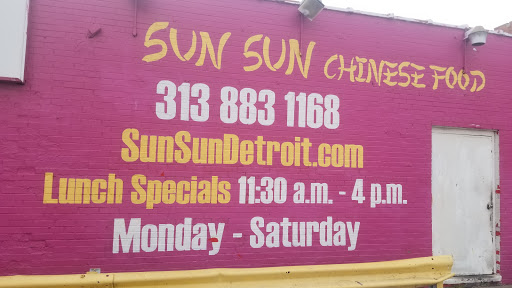 SUN SUN CHINESE FOOD
313 883 1168
SunSunDetroit.com
Lunch Specials 11:30 a.m. - 4 p.m.
Monday - Saturday